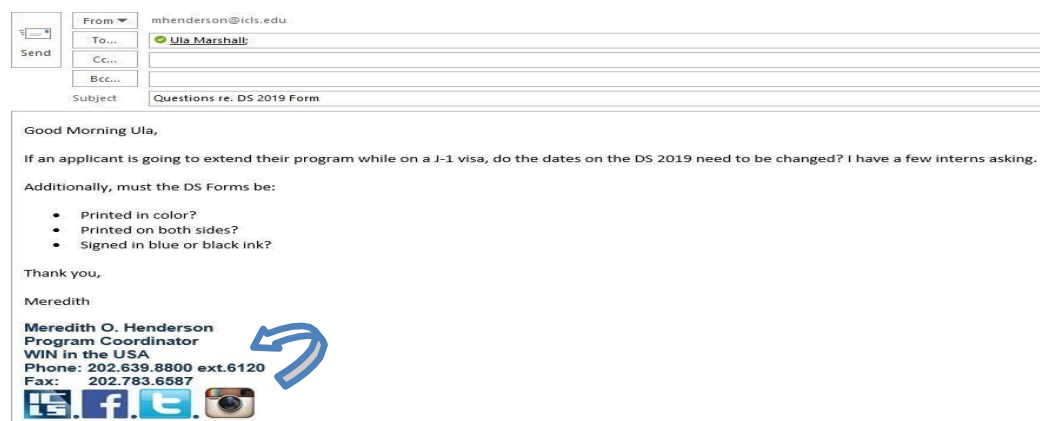 From mhenderson@icls.edu
Send
To... Ula Marshall;
Cc...
Bcc...
Subject Questions re. DS 2019 Form
Good Morning Ula,
If an applicant is going to extend their program while on a J-1 visa, do the dates on the DS 2019 need to be changed? I have a few interns asking.
Additionally, must the DS Forms be:
• Printed in color?
• Printed on both sides?
• Signed in blue or black ink?
Thank you,
Meredith
Meredith O. Henderson
Program Coordinator
WIN in the USA
Phone: 202.639.8800 ext.6120
Fax: 202.783.6587
IC LS . f . t .